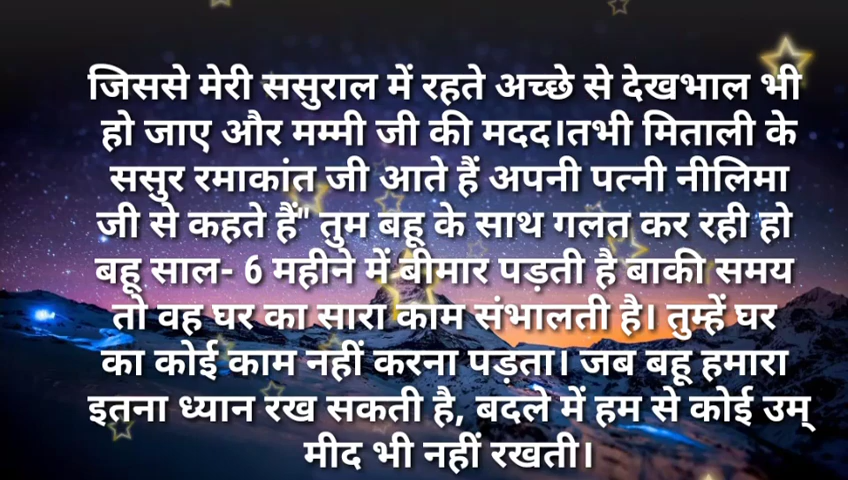 जिससे मेरी ससुराल में रहते अच्छे से देखभाल भी
हो जाए और मम्मी जी की मदद।तभी मिताली के
ससुर रमाकांत जी आते हैं अपनी पत्नी नीलिमा
जी से कहते हैं" तुम बहू के साथ गलत कर रही हो
बहू साल- 6 महीने में बीमार पड़ती है बाकी समय
तो वह घर का सारा काम संभालती है। तुम्हें घर
का कोई काम नहीं करना पड़ता। जब बहू हमारा
इतना ध्यान रख सकती है, बदले में हम से कोई उम्
मीद भी नहीं रखती।